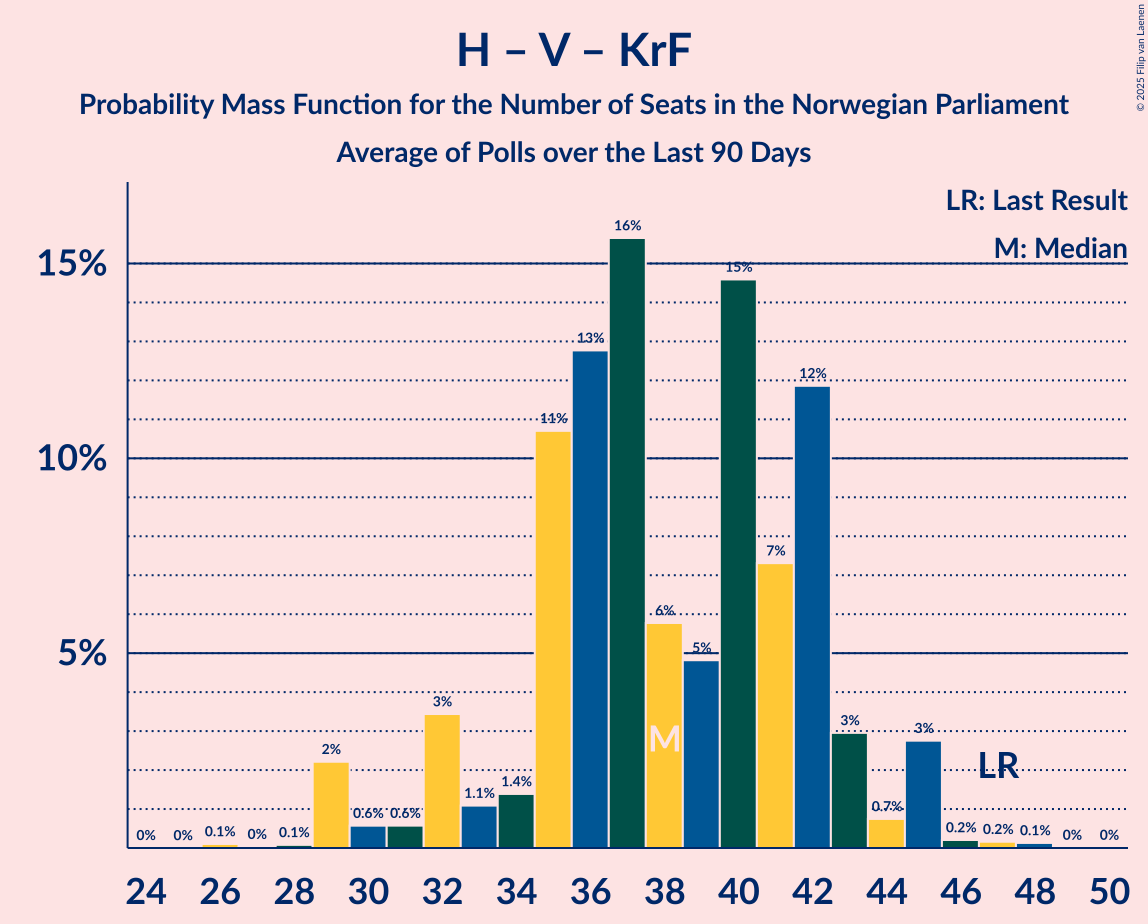 H – V – KrF
Probability Mass Function for the Number of Seats in the Norwegian Parliament
Average of Polls over the Last 90 Days
© 2025 Filip van Laenen
LR: Last Result
M: Median
15%
10%
5%
0% 0% 0.1% 0% 0.1% 2% 0.6% 0.6% 3% 1.1% 1.4% 11% 13% 16% 6% 5% 15% 7% 12% 3% 0.7% 3% 0.2% 0.2% 0.1% 0% 0%
M
LR
24 26 28 30 32 34 36 38 40 42 44 46 48 50